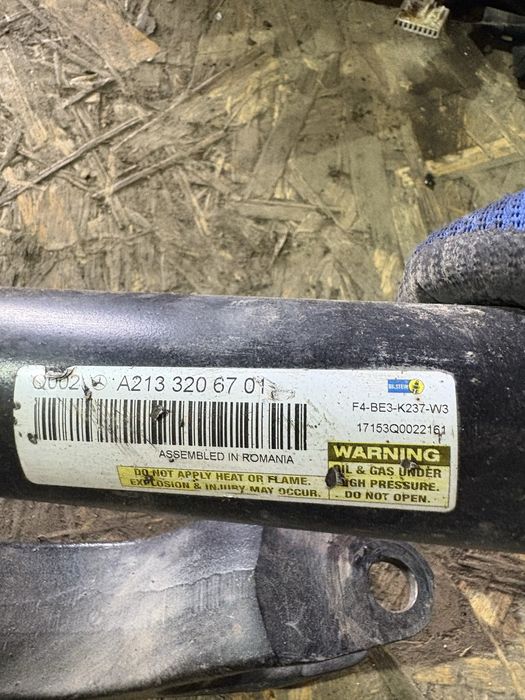 Q002 A213 320 67 01
BILSTEIN
F4-BE3-K237-W3
17153Q0022161
ASSEMBLED IN ROMANIA
DO NOT APPLY HEAT OR FLAME.
EXPLOSION & INJURY MAY OCCUR.
WARNING
OIL & GAS UNDER
HIGH PRESSURE.
DO NOT OPEN.